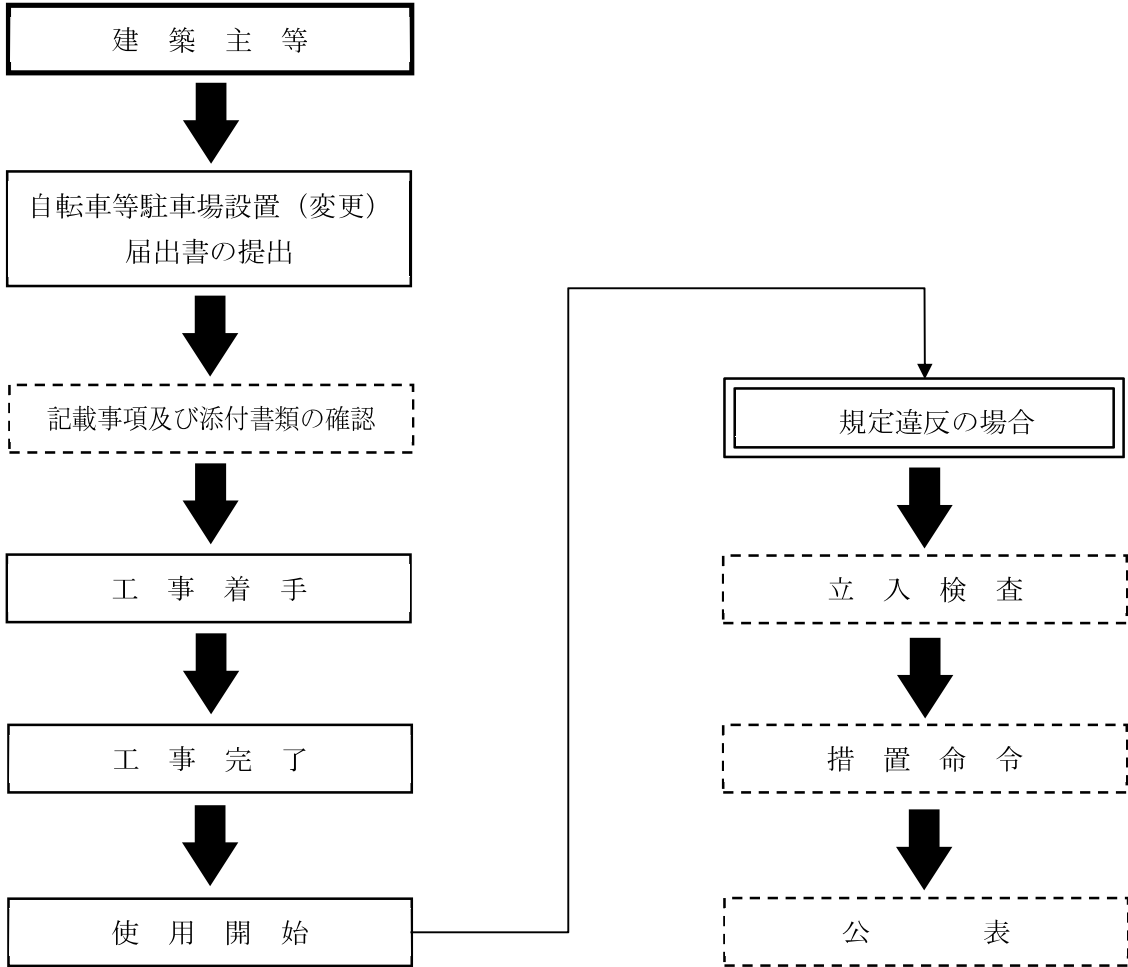 建 築 主 等
自転車等駐車場設置（変更）
届出書の提出
記載事項及び添付書類の確認
工 事 着 手
工 事 完 了
使 用 開 始
規定違反の場合
立 入 検 査
措 置 命 令
公 表